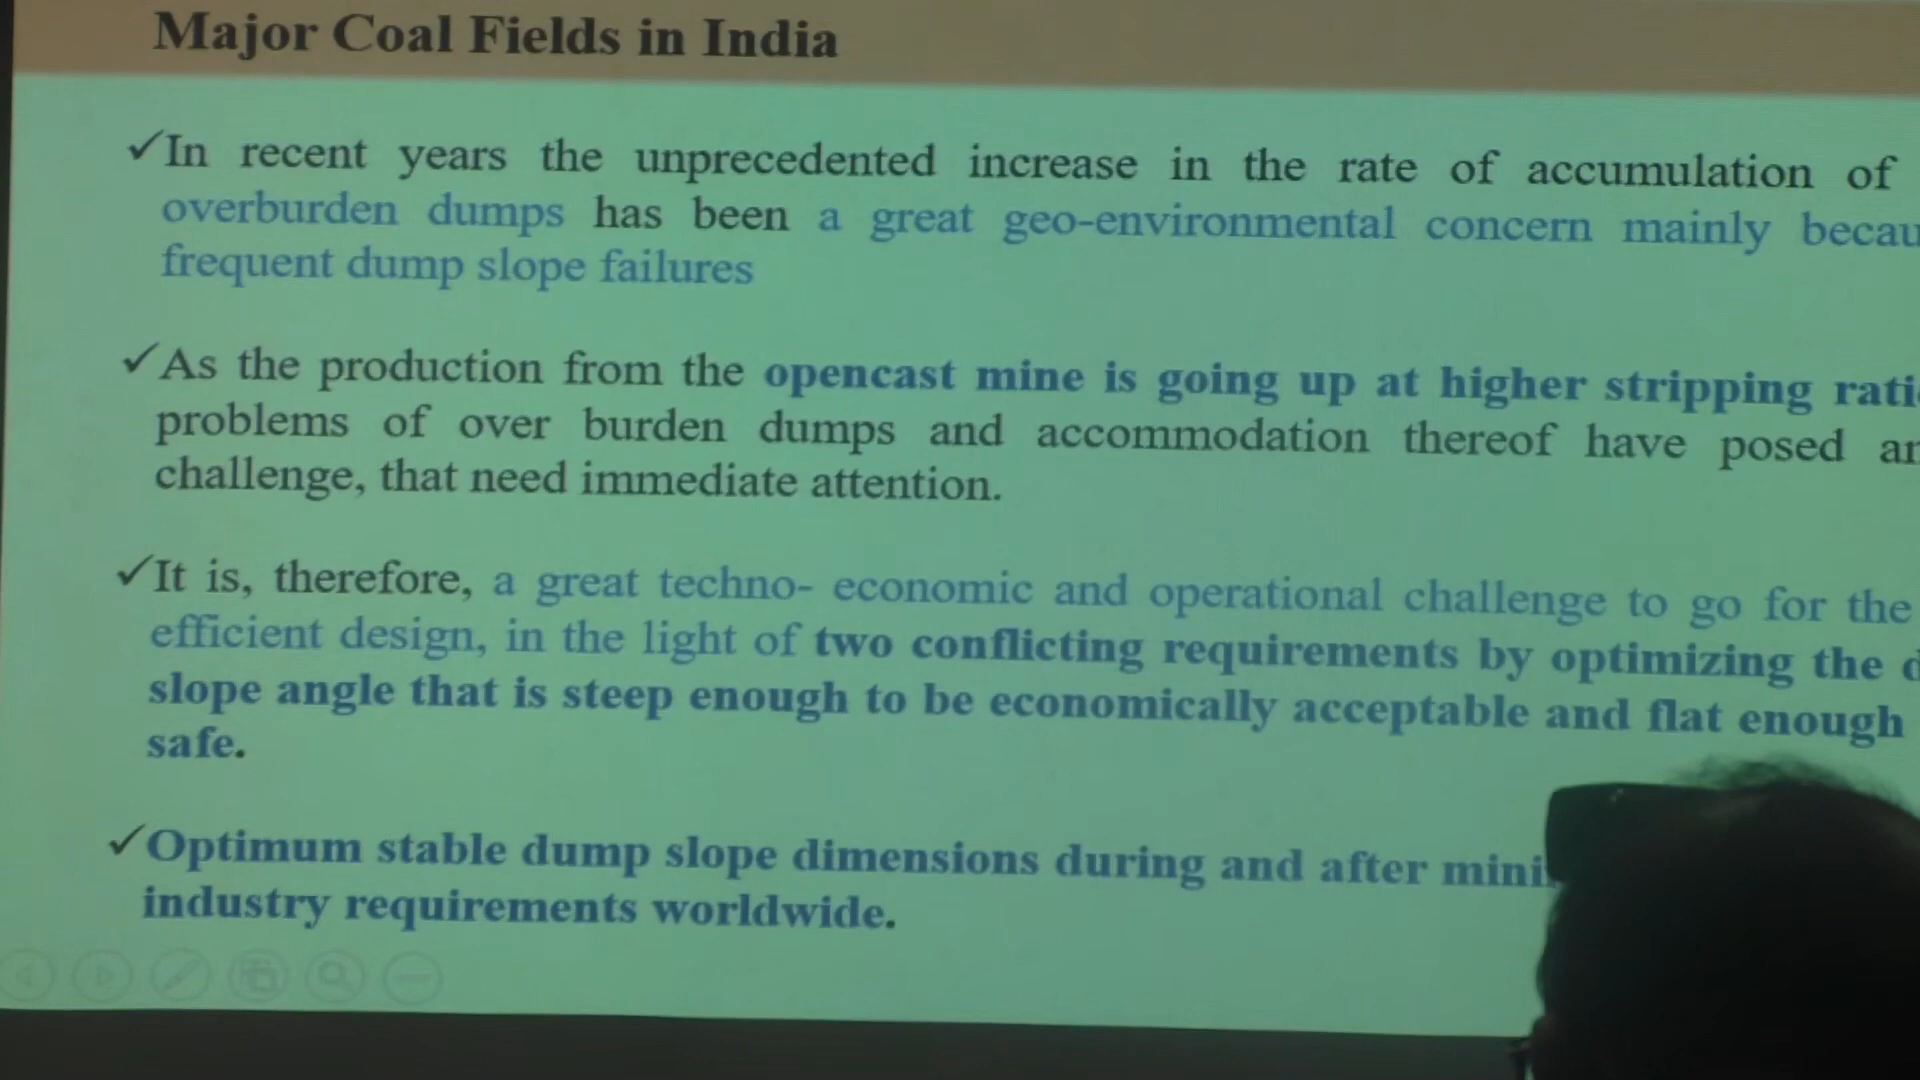 Major Coal Fields in India
✓In recent years the unprecedented increase in the rate of accumulation of
overburden dumps has been a great geo-environmental concern mainly
frequent dump slope failures
✓As the production from the opencast mine is going up at higher stripping
problems of over burden dumps and accommodation thereof have posed
challenge, that need immediate attention.
✓It is, therefore, a great techno- economic and operational challenge to go for the
efficient design, in the light of two conflicting requirements by optimizing the
slope angle that is steep enough to be economically acceptable and flat enough
safe.
✓Optimum stable dump slope dimensions during and after
industry requirements worldwide.